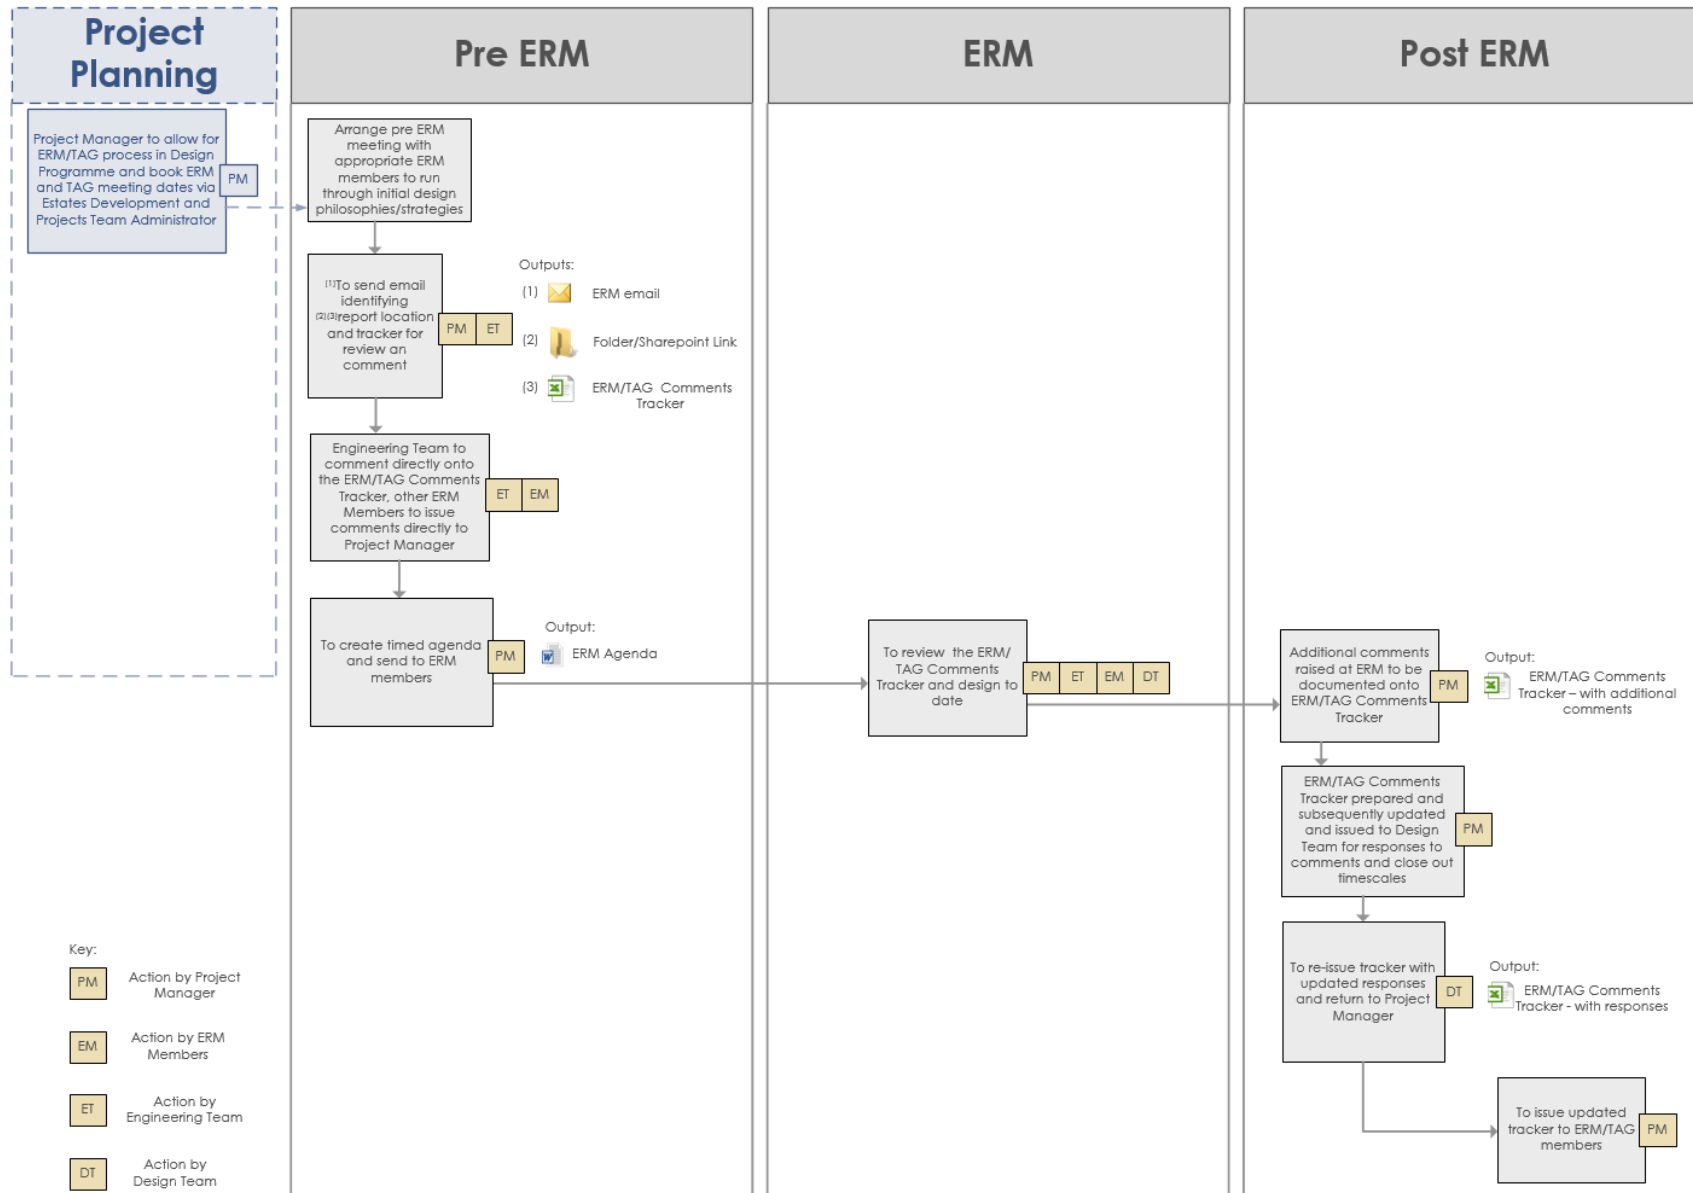 Project
Planning
Pre ERM
ERM
Post ERM
Project Manager to allow for
ERM/TAG process in Design
Programme and book ERM
and TAG meeting dates via
Estates Development and
Projects Team Administrator
PM
Arrange pre ERM
meeting with
appropriate ERM
members to run
through initial design
philosophies/strategies
(1)To send email
identifying
(2)(3)report location
and tracker for
review an
comment
PM
ET
Outputs:
(1)
ERM email
(2)
Folder/Sharepoint Link
(3)
ERM/TAG Comments
Tracker
Engineering Team to
comment directly onto
the ERM/TAG Comments
Tracker, other ERM
Members to issue
comments directly to
Project Manager
ET
EM
To create timed agenda
and send to ERM
members
PM
Output:
ERM Agenda
To review the ERM/
TAG Comments
Tracker and design to
date
PM
ET
EM
DT
Additional comments
raised at ERM to be
documented onto
ERM/TAG Comments
Tracker
PM
Output:
ERM/TAG Comments
Tracker – with additional
comments
ERM/TAG Comments
Tracker prepared and
subsequently updated
and issued to Design
Team for responses to
comments and close out
timescales
PM
To re-issue tracker with
updated responses
and return to Project
Manager
DT
Output:
ERM/TAG Comments
Tracker - with responses
To issue updated
tracker to ERM/TAG
members
PM
Key:
PM
Action by Project
Manager
EM
Action by ERM
Members
ET
Action by
Engineering Team
DT
Action by
Design Team